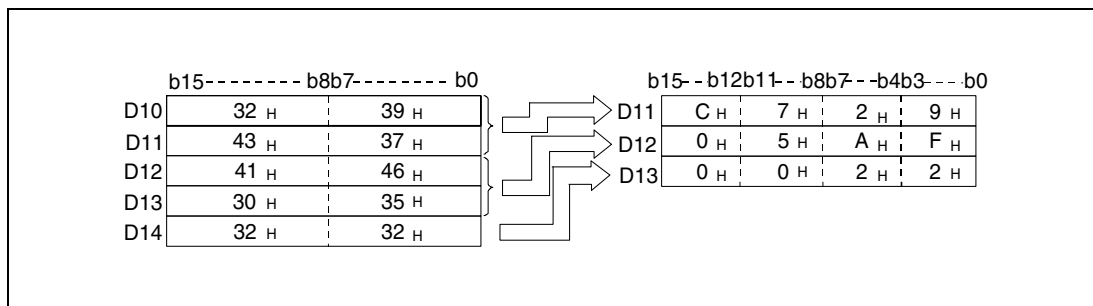 b15--------b8b7--------b0
D10 32 H 39 H
D11 43 H 37 H
D12 41 H 46 H
D13 30 H 35 H
D14 32 H 32 H
b15--- b12b11--- b8b7---b4b3----b0
D11 C H 7 H 2 H 9 H
D12 0 H 5 H A H F H
D13 0 H 0 H 2 H 2 H